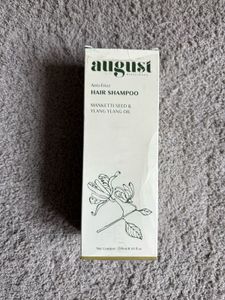 august
Anti-Frizz
HAIR SHAMPOO
MANKETTI SEED &
YLANG YLANG OIL